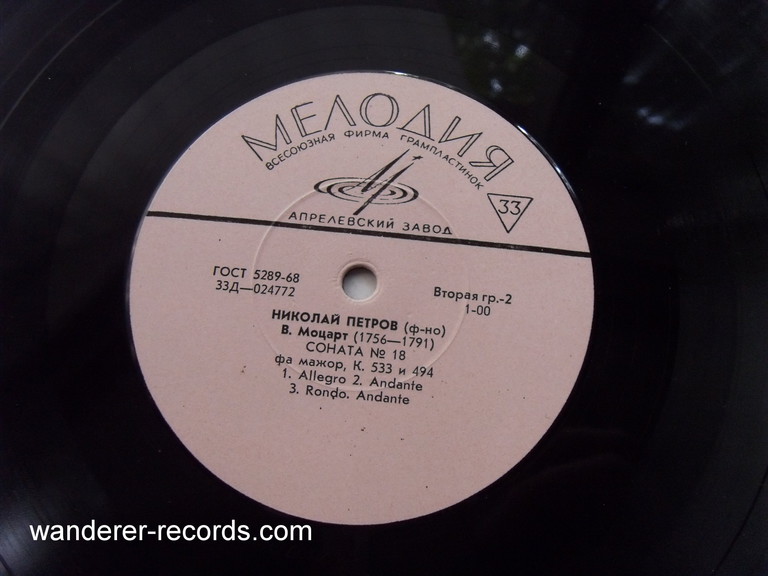 МЕЛОДИЯ
ВСЕСОЮЗНАЯ ФИРМА ГРАМПЛАСТИНОК
33
АПРЕЛЕВСКИЙ ЗАВОД
ГОСТ 5289-68
33Д—024772
Вторая гр.-2
1-00
НИКОЛАЙ ПЕТРОВ (ф-но)
В. Моцарт (1756—1791)
СОНАТА № 18
фа мажор, К. 533 и 494
1. Allegro 2. Andante
3. Rondo. Andante
wanderer-records.com